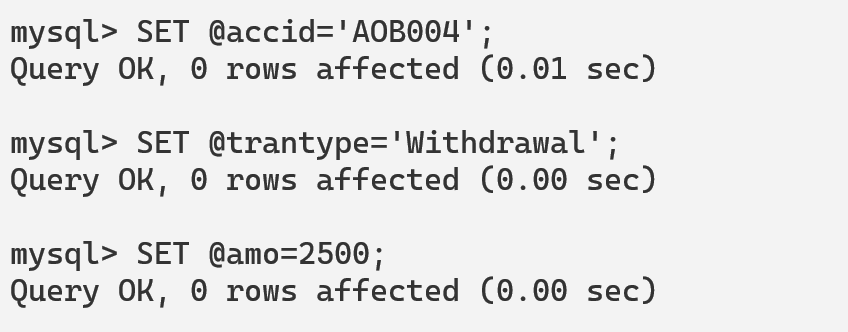 mysql> SET @accid='AOB004';
Query OK, 0 rows affected (0.01 sec)
mysql> SET @trantype='Withdrawal';
Query OK, 0 rows affected (0.00 sec)
mysql> SET @amo=2500;
Query OK, 0 rows affected (0.00 sec)